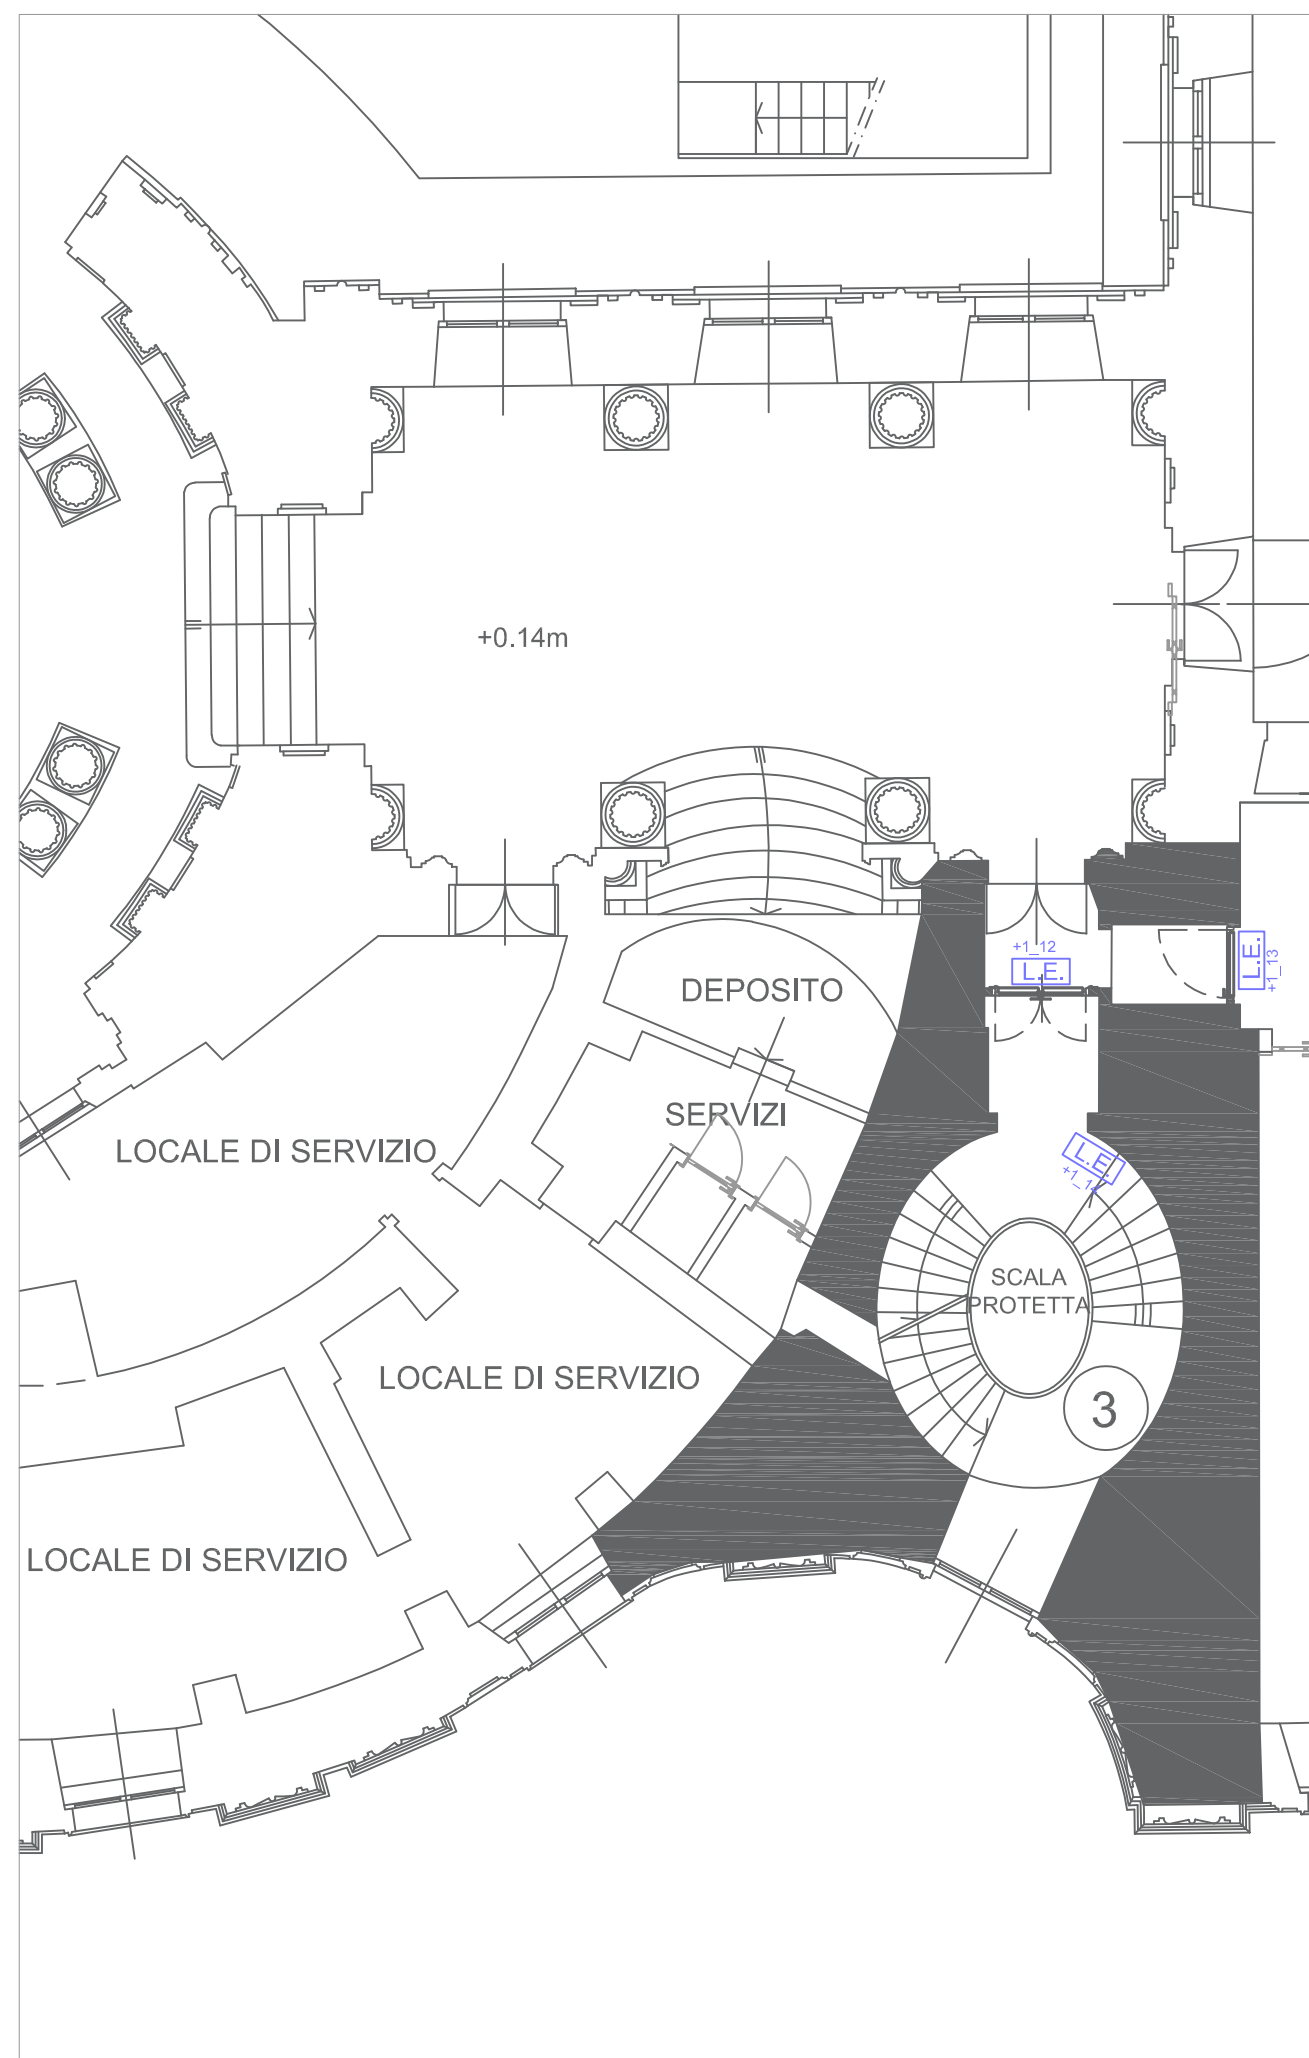 +0.14m
+1_12
L.E.
L.E.
+1_13
DEPOSITO
SERVIZI
LOCALE DI SERVIZIO
L.E.
SCALA
PROTETTA
LOCALE DI SERVIZIO
3
LOCALE DI SERVIZIO